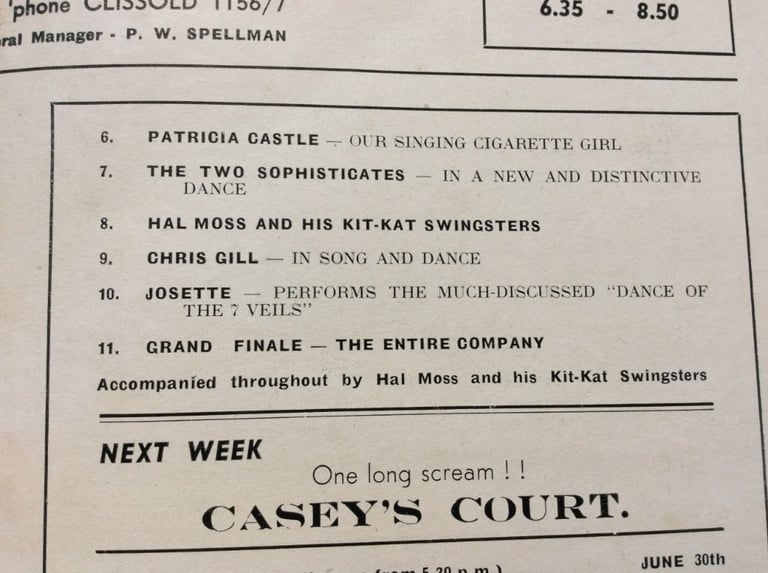 'phone CLISSOLD 1156/7
6.35 - 8.50
ral Manager - P. W. SPELLMAN
6. PATRICIA CASTLE — OUR SINGING CIGARETTE GIRL
7. THE TWO SOPHISTICATES — IN A NEW AND DISTINCTIVE
DANCE
8. HAL MOSS AND HIS KIT-KAT SWINGSTERS
9. CHRIS GILL — IN SONG AND DANCE
10. JOSETTE — PERFORMS THE MUCH-DISCUSSED "DANCE OF
THE 7 VEILS"
11. GRAND FINALE — THE ENTIRE COMPANY
Accompanied throughout by Hal Moss and his Kit-Kat Swingsters
NEXT WEEK
One long scream ! !
CASEY'S COURT.
from 5.20 p.m.)
JUNE 30th